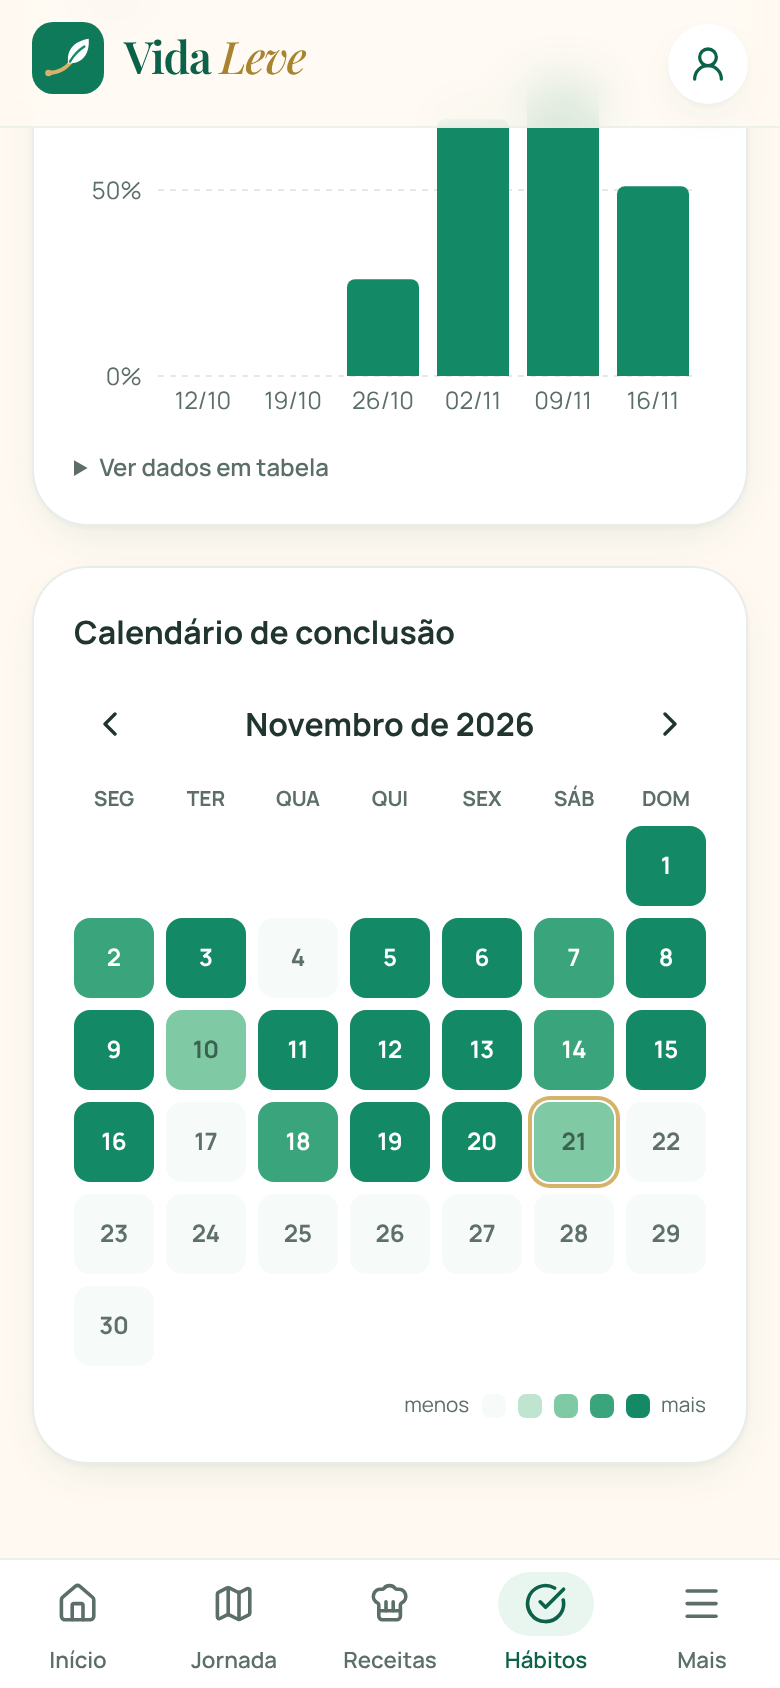 Vida Leve
50%
0%
12/10 19/10 26/10 02/11 09/11 16/11
▶ Ver dados em tabela
Calendário de conclusão
Novembro de 2026
SEG TER QUA QUI SEX SÁB DOM
1
2 3 4 5 6 7 8
9 10 11 12 13 14 15
16 17 18 19 20 21 22
23 24 25 26 27 28 29
30
menos mais
Início Jornada Receitas Hábitos Mais